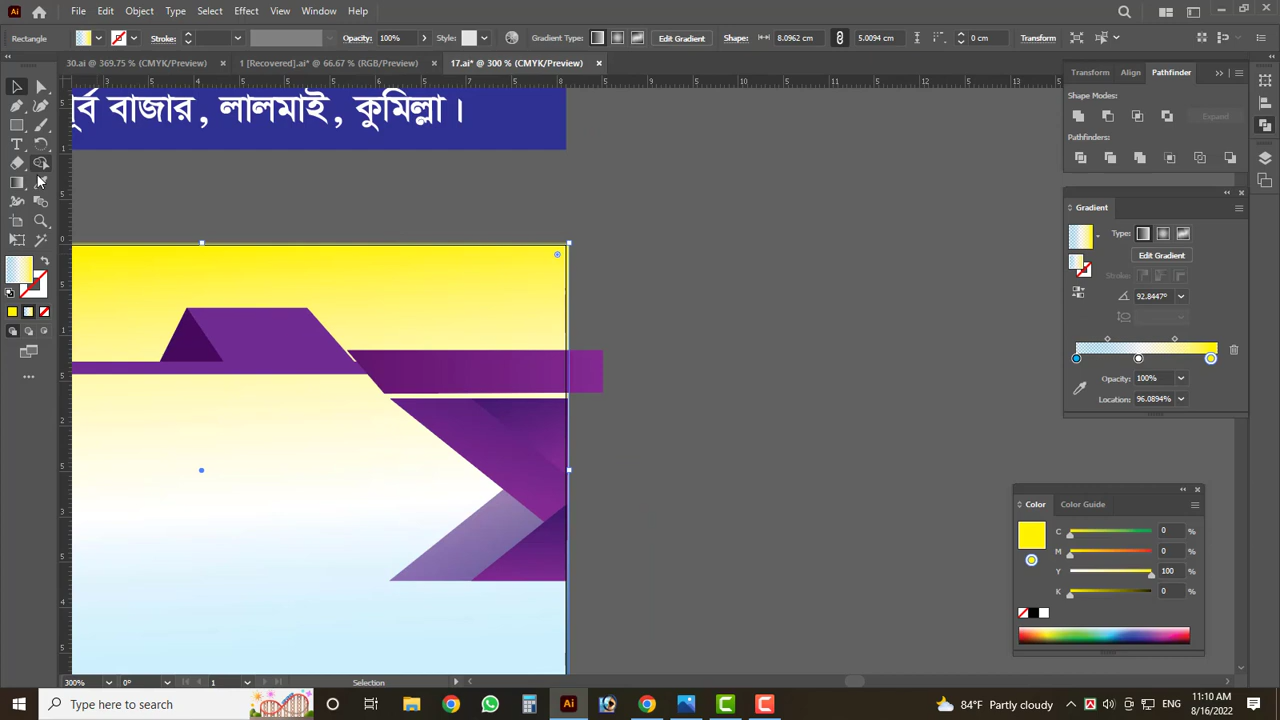 File Edit Object Type Select Effect View Window Help
Rectangle Stroke: Opacity: 100% Style: Gradient Type: Edit Gradient Shape: 8.0962 cm 5.0094 cm 0 cm Transform
30.ai @ 369.75 % (CMYK/Preview) × 1 [Recovered].ai* @ 66.67 % (RGB/Preview) × 17.ai* @ 300 % (CMYK/Preview) ×
Transform Align Pathfinder
Shape Modes:
Expand
Pathfinders:
বাজার, লালমাই, কুমিল্লা।
Gradient
Type:
Edit Gradient
Stroke:
92.8447°
Opacity: 100%
Location: 96.0894%
Color Color Guide
C 0 %
M 0 %
Y 100 %
K 0 %
300% 0° 1 Selection
Type here to search
84°F Partly cloudy
11:10 AM
8/16/2022